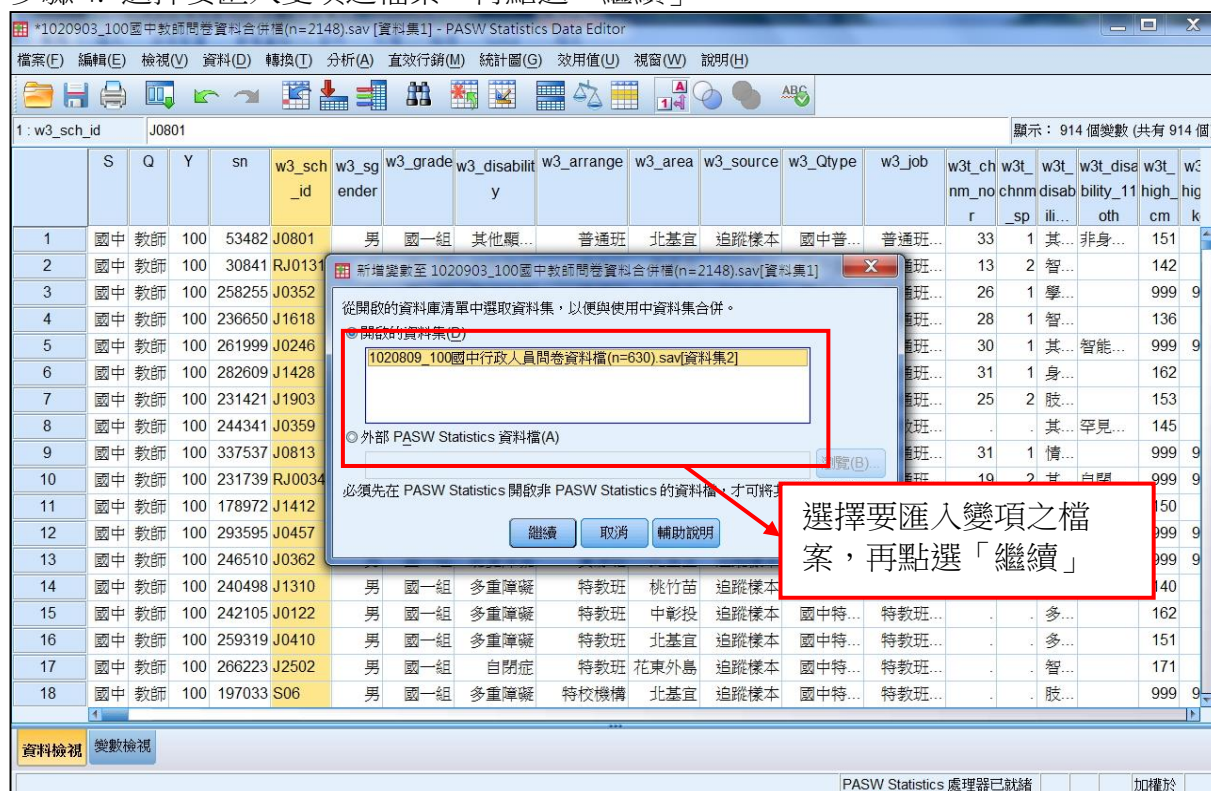 *1020903_100國中教師問卷資料合併檔(n=2148).sav [資料集1] - PASW Statistics Data Editor
檔案(F) 編輯(E) 檢視(V) 資料(D) 轉換(T) 分析(A) 直效行銷(M) 統計圖(G) 效用值(U) 視窗(W) 說明(H)
1 : w3_sch_id J0801 顯示： 914 個變數 (共有 914 個
S Q Y sn w3_sch_id w3_sgender w3_grade w3_disability w3_arrange w3_area w3_source w3_Qtype w3_job w3t_chnm_nor w3t_chnm_sp w3t_disabili... w3t_disability_11oth w3t_high_cm
1 國中 教師 100 53482 J0801 男 國一組 其他顯... 普通班 北基宜 追蹤樣本 國中普... 普通班... 33 1 其... 非身... 151
2 國中 教師 100 30841 RJ0131 13 2 智... 142
3 國中 教師 100 258255 J0352 26 1 學... 999 9
4 國中 教師 100 236650 J1618 28 1 智... 136
5 國中 教師 100 261999 J0246 30 1 其... 智能... 999 9
6 國中 教師 100 282609 J1428 31 1 身... 162
7 國中 教師 100 231421 J1903 25 2 肢... 153
8 國中 教師 100 244341 J0359 . . 其... 罕見... 145
9 國中 教師 100 337537 J0813 31 1 情... 999 9
10 國中 教師 100 231739 RJ0034 19 2 其 自閉 999 9
11 國中 教師 100 178972 J1412 150
12 國中 教師 100 293595 J0457 999 9
13 國中 教師 100 246510 J0362 999 9
14 國中 教師 100 240498 J1310 男 國一組 多重障礙 特教班 桃竹苗 追蹤樣本 140
15 國中 教師 100 242105 J0122 男 國一組 多重障礙 特教班 中彰投 追蹤樣本 國中特... 特教班... . . 多... 162
16 國中 教師 100 259319 J0410 男 國一組 多重障礙 特教班 北基宜 追蹤樣本 國中特... 特教班... . . 多... 151
17 國中 教師 100 266223 J2502 男 國一組 自閉症 特教班 花東外島 追蹤樣本 國中特... 特教班... . . 智... 171
18 國中 教師 100 197033 S06 男 國一組 多重障礙 特校機構 北基宜 追蹤樣本 國中特... 特教班... . . 肢... 999 9
新增變數至 1020903_100國中教師問卷資料合併檔(n=2148).sav[資料集1]
從開啟的資料庫清單中選取資料集，以便與使用中資料集合併。
開啟的資料集(D)
1020809_100國中行政人員問卷資料檔(n=630).sav[資料集2]
外部 PASW Statistics 資料檔(A)
瀏覽(B)...
必須先在 PASW Statistics 開啟非 PASW Statistics 的資料檔，才可將其
繼續 取消 輔助說明
選擇要匯入變項之檔
案，再點選「繼續」
資料檢視 變數檢視
PASW Statistics 處理器已就緒 加權於